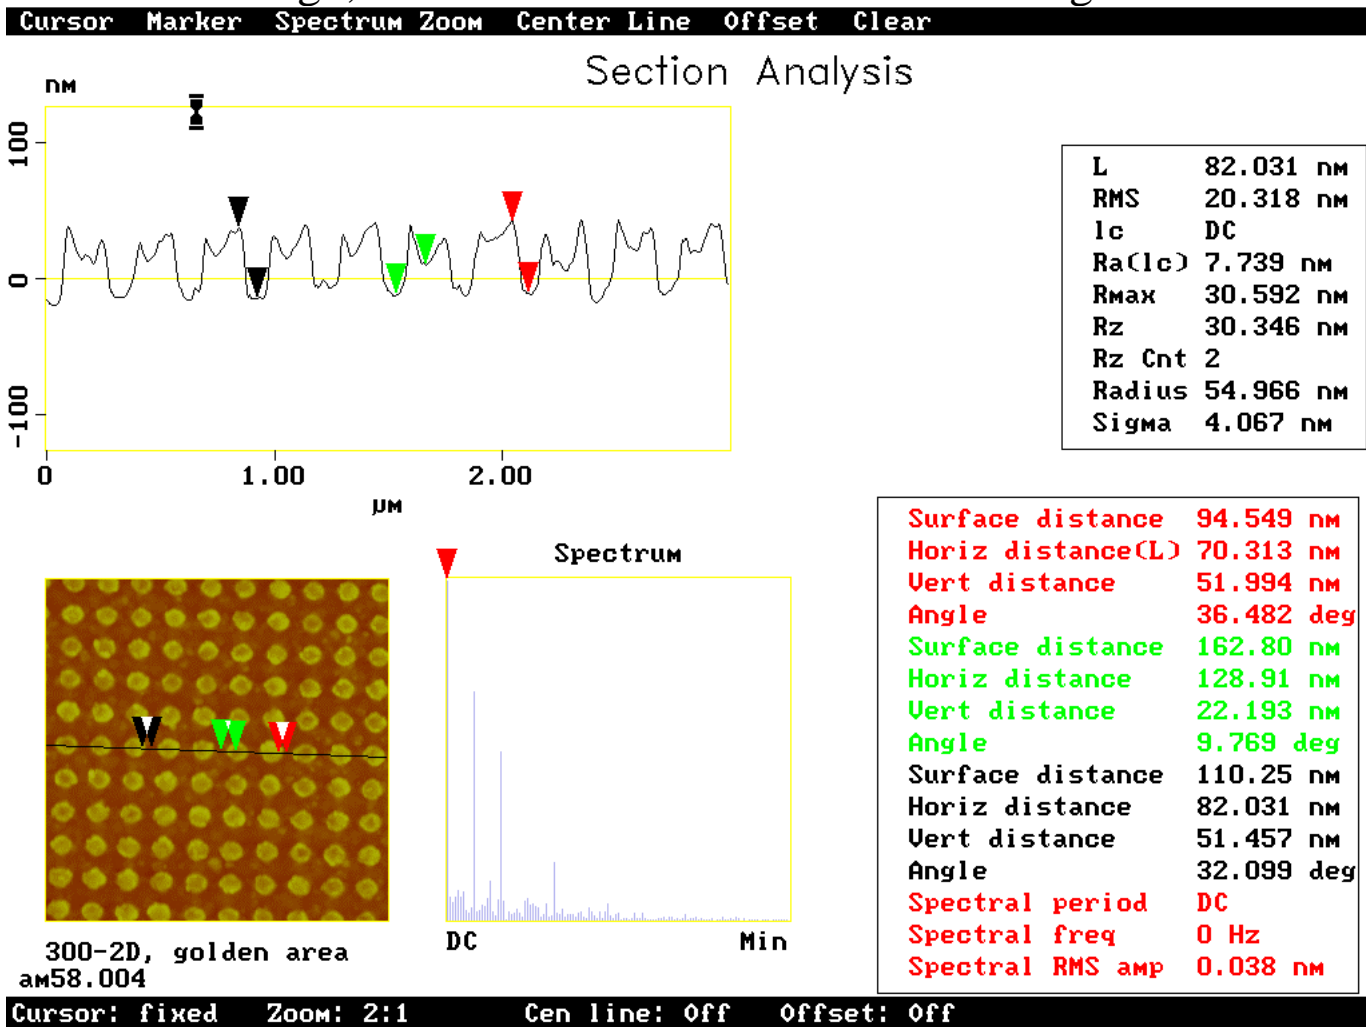 Cursor Marker Spectrum Zoom Center Line Offset Clear
Section Analysis
nM
100
0
-100
0 1.00 2.00
µM
L 82.031 nM
RMS 20.318 nM
lc DC
Ra(lc) 7.739 nM
Rmax 30.592 nM
Rz 30.346 nM
Rz Cnt 2
Radius 54.966 nM
Sigma 4.067 nM
Spectrum
DC Min
Surface distance 94.549 nM
Horiz distance(L) 70.313 nM
Vert distance 51.994 nM
Angle 36.482 deg
Surface distance 162.80 nM
Horiz distance 128.91 nM
Vert distance 22.193 nM
Angle 9.769 deg
Surface distance 110.25 nM
Horiz distance 82.031 nM
Vert distance 51.457 nM
Angle 32.099 deg
Spectral period DC
Spectral freq 0 Hz
Spectral RMS amp 0.038 nM
300-2D, golden area
am58.004
Cursor: fixed Zoom: 2:1 Cen line: Off Offset: Off